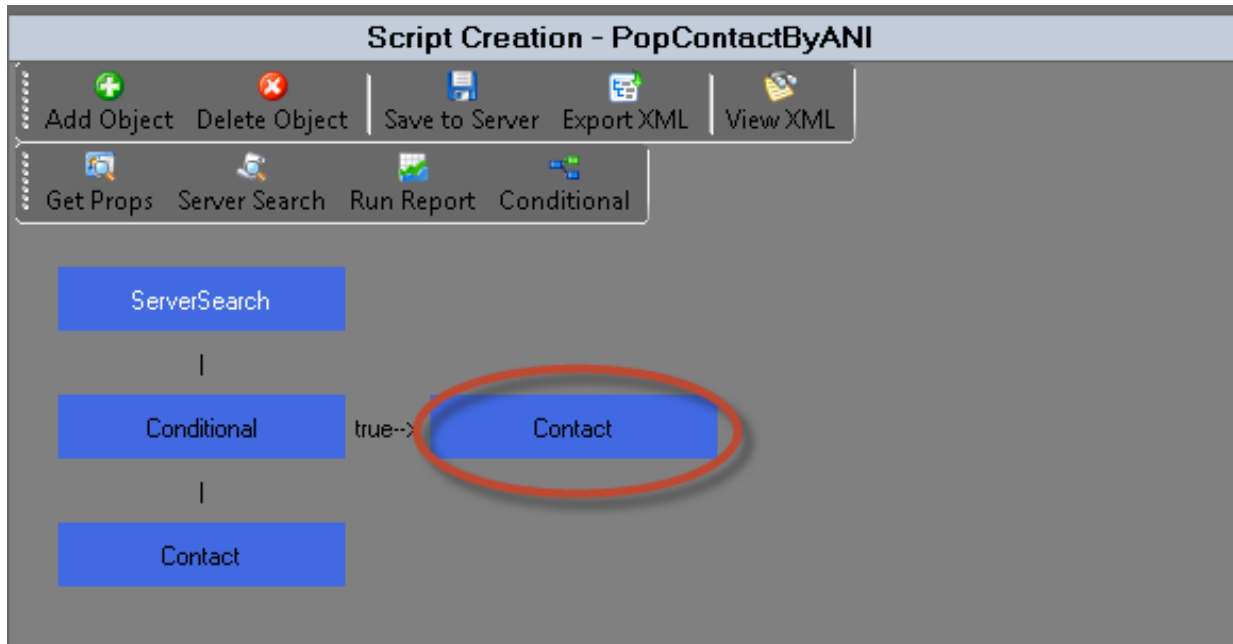 Script Creation - PopContactByANI
Add Object Delete Object Save to Server Export XML View XML
Get Props Server Search Run Report Conditional
ServerSearch
|
Conditional true--> Contact
|
Contact